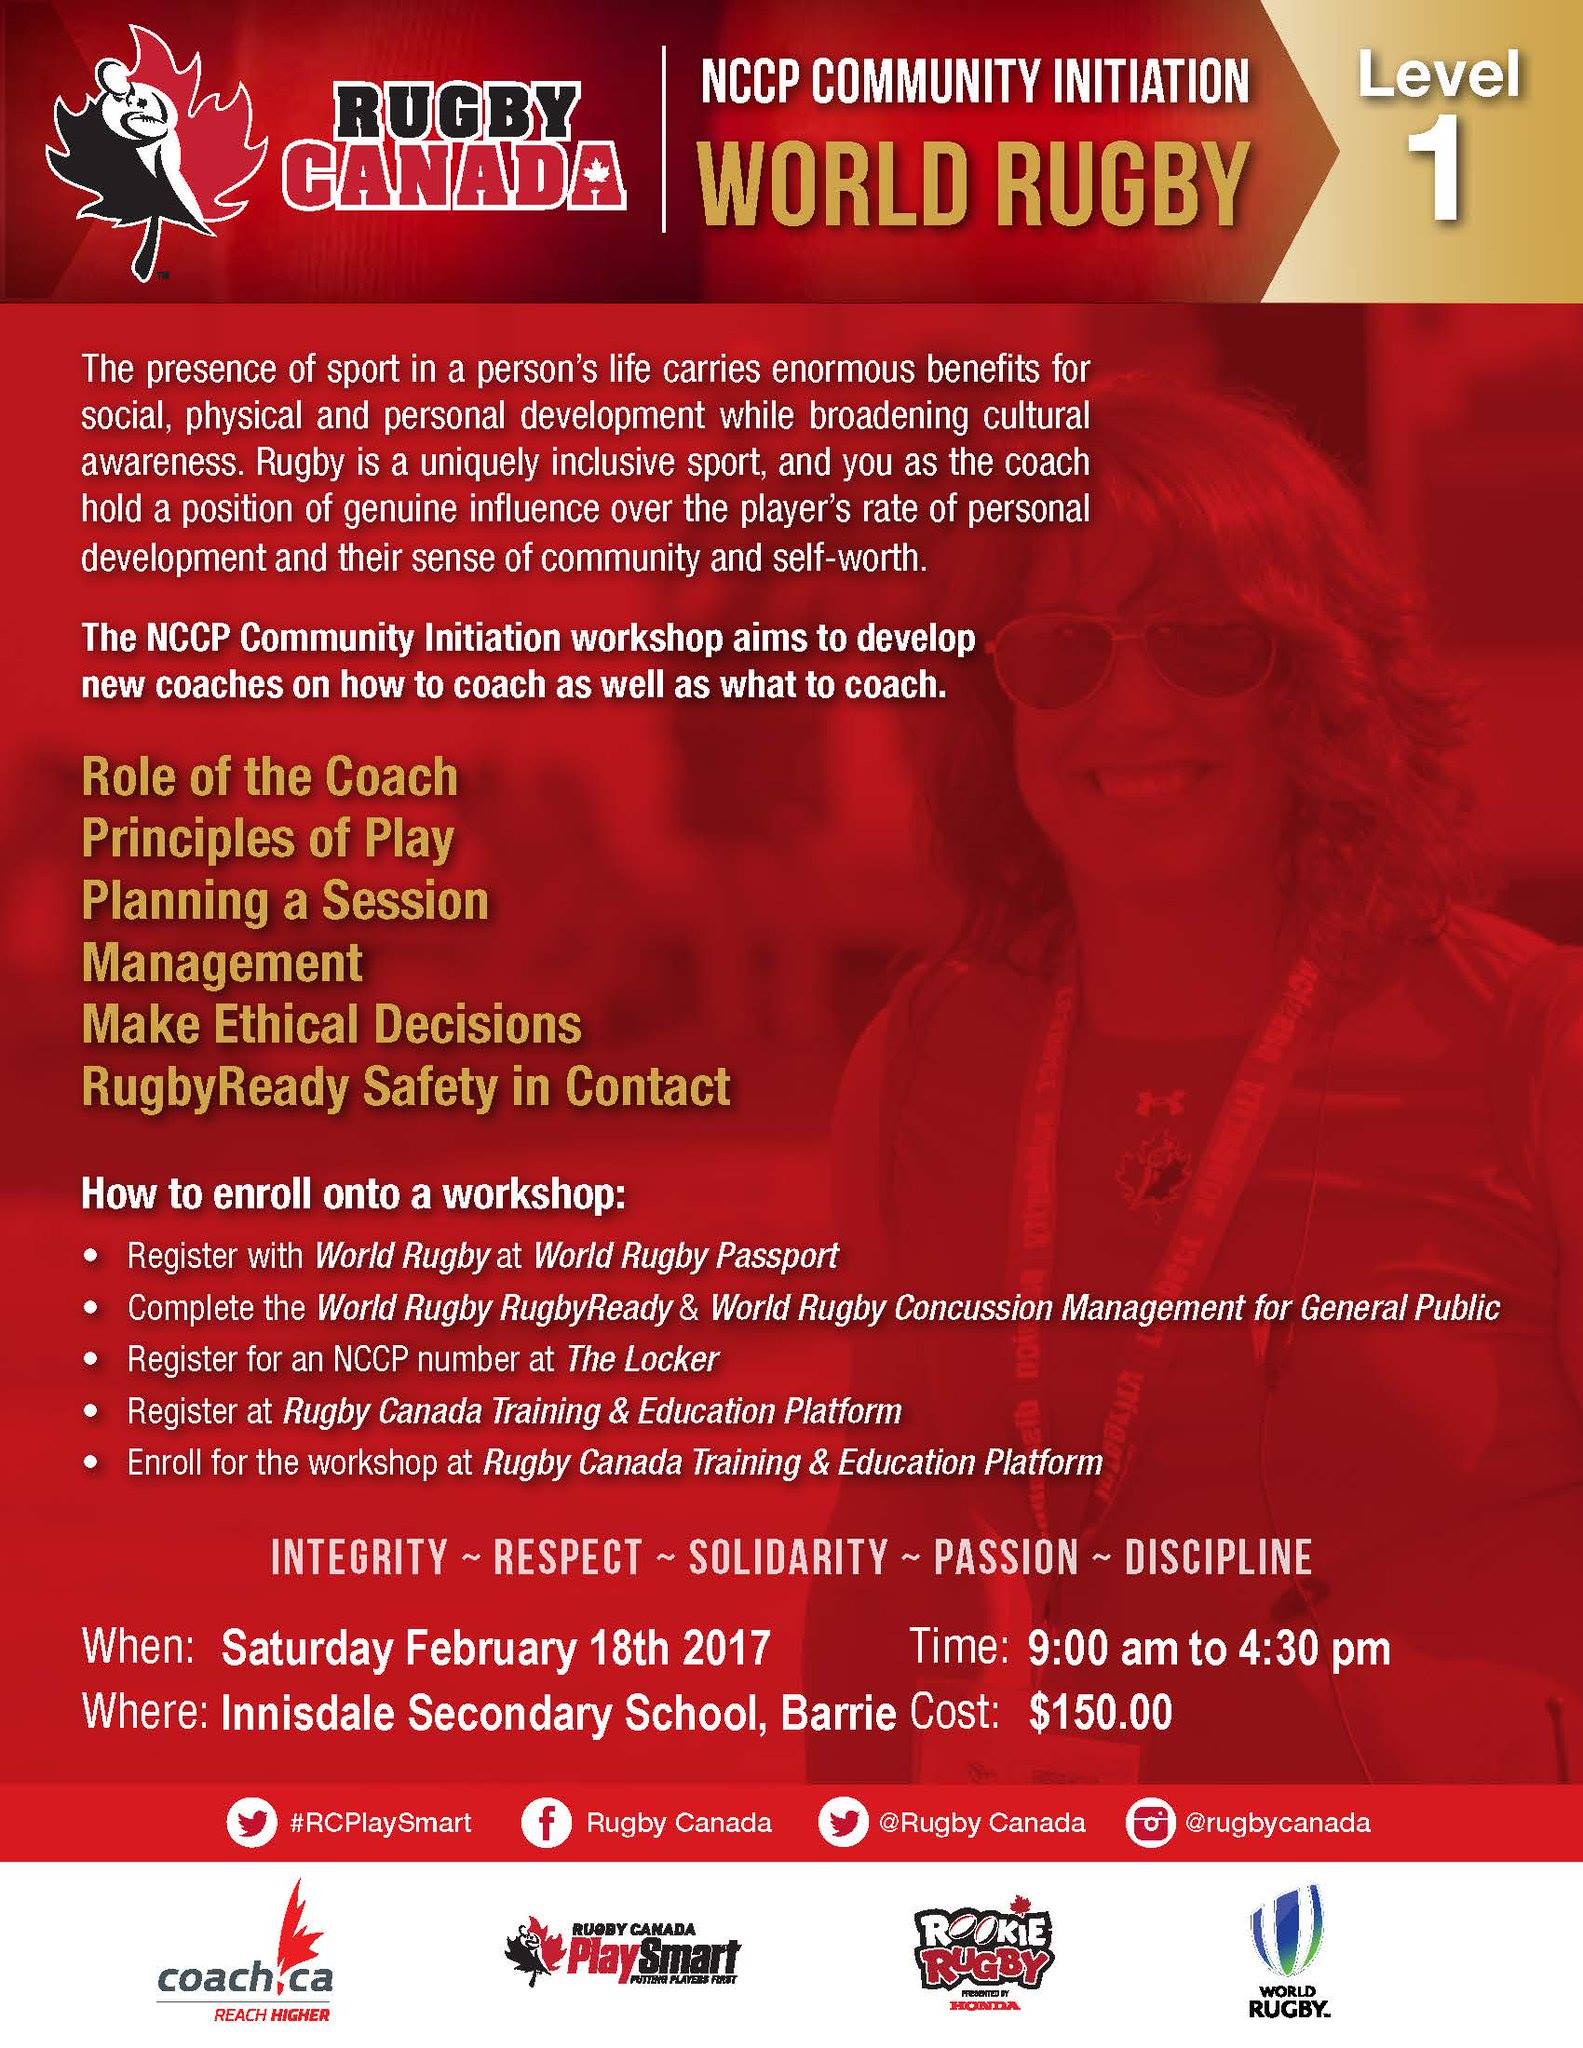 RUGBY
CANADA
TM
NCCP COMMUNITY INITIATION
WORLD RUGBY
Level
1
The presence of sport in a person's life carries enormous benefits for
social, physical and personal development while broadening cultural
awareness. Rugby is a uniquely inclusive sport, and you as the coach
hold a position of genuine influence over the player's rate of personal
development and their sense of community and self-worth.
The NCCP Community Initiation workshop aims to develop
new coaches on how to coach as well as what to coach.
Role of the Coach
Principles of Play
Planning a Session
Management
Make Ethical Decisions
RugbyReady Safety in Contact
How to enroll onto a workshop:
• Register with World Rugby at World Rugby Passport
• Complete the World Rugby RugbyReady & World Rugby Concussion Management for General Public
• Register for an NCCP number at The Locker
• Register at Rugby Canada Training & Education Platform
• Enroll for the workshop at Rugby Canada Training & Education Platform
INTEGRITY ~ RESPECT ~ SOLIDARITY ~ PASSION ~ DISCIPLINE
When: Saturday February 18th 2017 Time: 9:00 am to 4:30 pm
Where: Innisdale Secondary School, Barrie Cost: $150.00
#RCPlaySmart Rugby Canada @Rugby Canada @rugbycanada
coach.ca
REACH HIGHER
RUGBY CANADA
PlaySmart
PUTTING PLAYERS FIRST
ROOKIE
RUGBY
PRESENTED BY
HONDA
WORLD
RUGBY